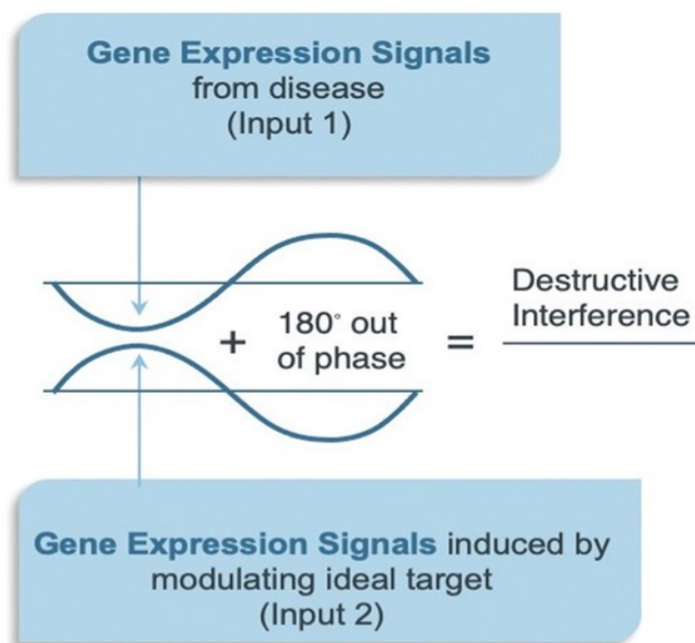 Gene Expression Signals
from disease
(Input 1)
+
180° out
of phase
=
Destructive
Interference
Gene Expression Signals induced by
modulating ideal target
(Input 2)